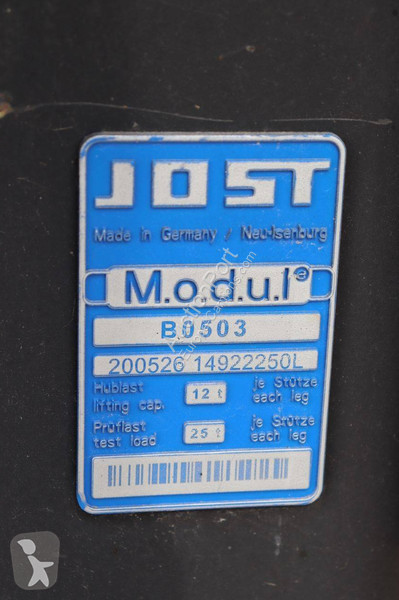 JOST
Made in Germany / Neu-Isenburg
M.o.d.u.l
B0503
200526 14922250L
Hublast 12 t je Stütze
lifting cap. each leg
Prüflast 25 t je Stütze
test load each leg